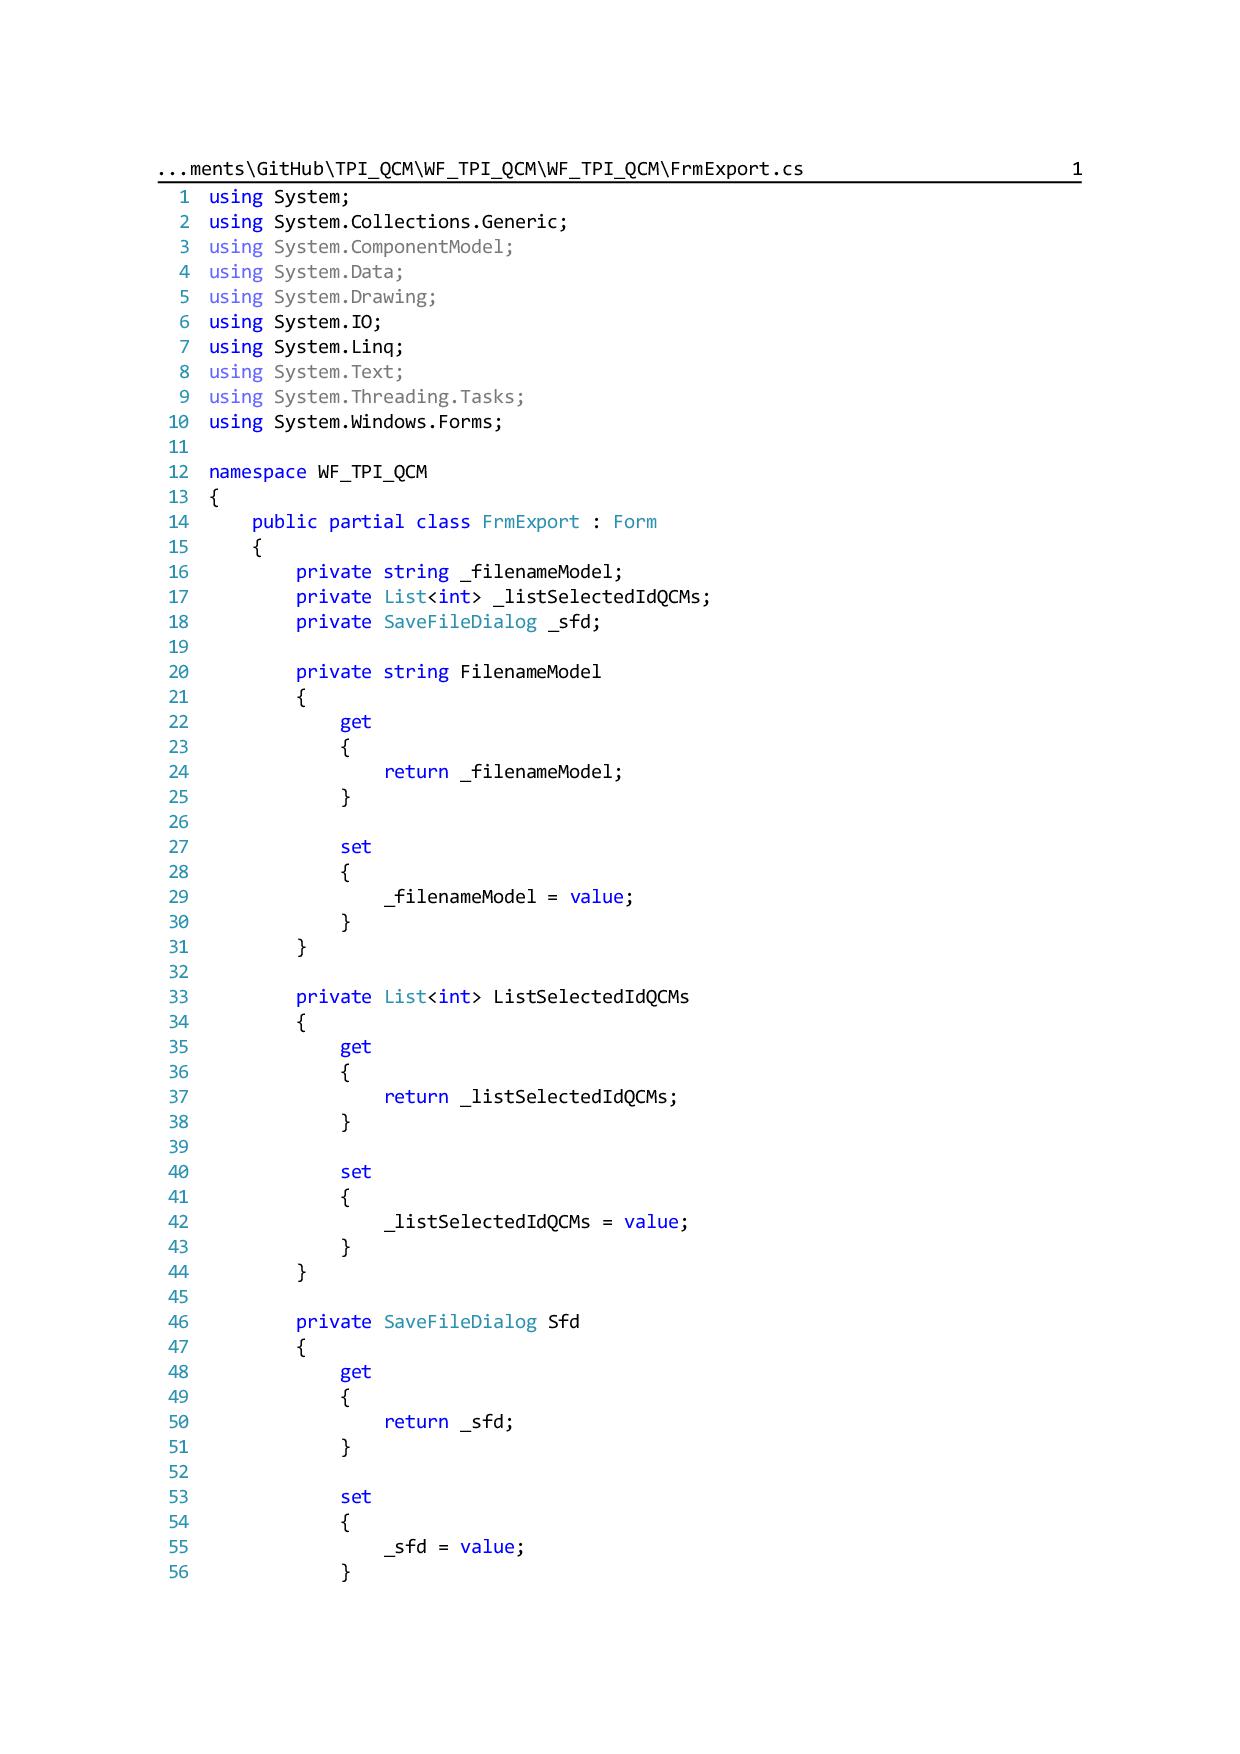 ...ments\GitHub\TPI_QCM\WF_TPI_QCM\WF_TPI_QCM\FrmExport.cs 1
1 using System;
2 using System.Collections.Generic;
3 using System.ComponentModel;
4 using System.Data;
5 using System.Drawing;
6 using System.IO;
7 using System.Linq;
8 using System.Text;
9 using System.Threading.Tasks;
10 using System.Windows.Forms;
11
12 namespace WF_TPI_QCM
13 {
14     public partial class FrmExport : Form
15     {
16         private string _filenameModel;
17         private List<int> _listSelectedIdQCMs;
18         private SaveFileDialog _sfd;
19
20         private string FilenameModel
21         {
22             get
23             {
24                 return _filenameModel;
25             }
26
27             set
28             {
29                 _filenameModel = value;
30             }
31         }
32
33         private List<int> ListSelectedIdQCMs
34         {
35             get
36             {
37                 return _listSelectedIdQCMs;
38             }
39
40             set
41             {
42                 _listSelectedIdQCMs = value;
43             }
44         }
45
46         private SaveFileDialog Sfd
47         {
48             get
49             {
50                 return _sfd;
51             }
52
53             set
54             {
55                 _sfd = value;
56             }